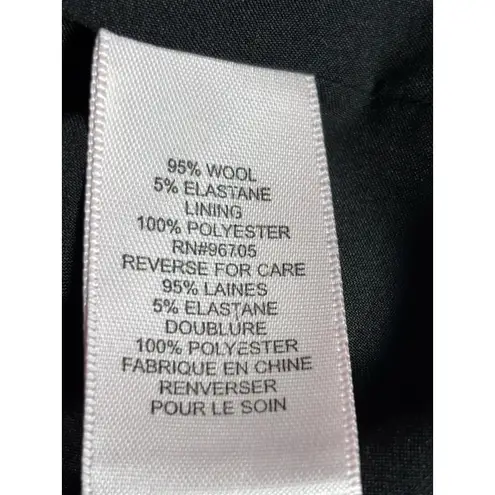 95% WOOL
5% ELASTANE
LINING
100% POLYESTER
RN#96705
REVERSE FOR CARE
95% LAINES
5% ELASTANE
DOUBLURE
100% POLYESTER
FABRIQUE EN CHINE
RENVERSER
POUR LE SOIN